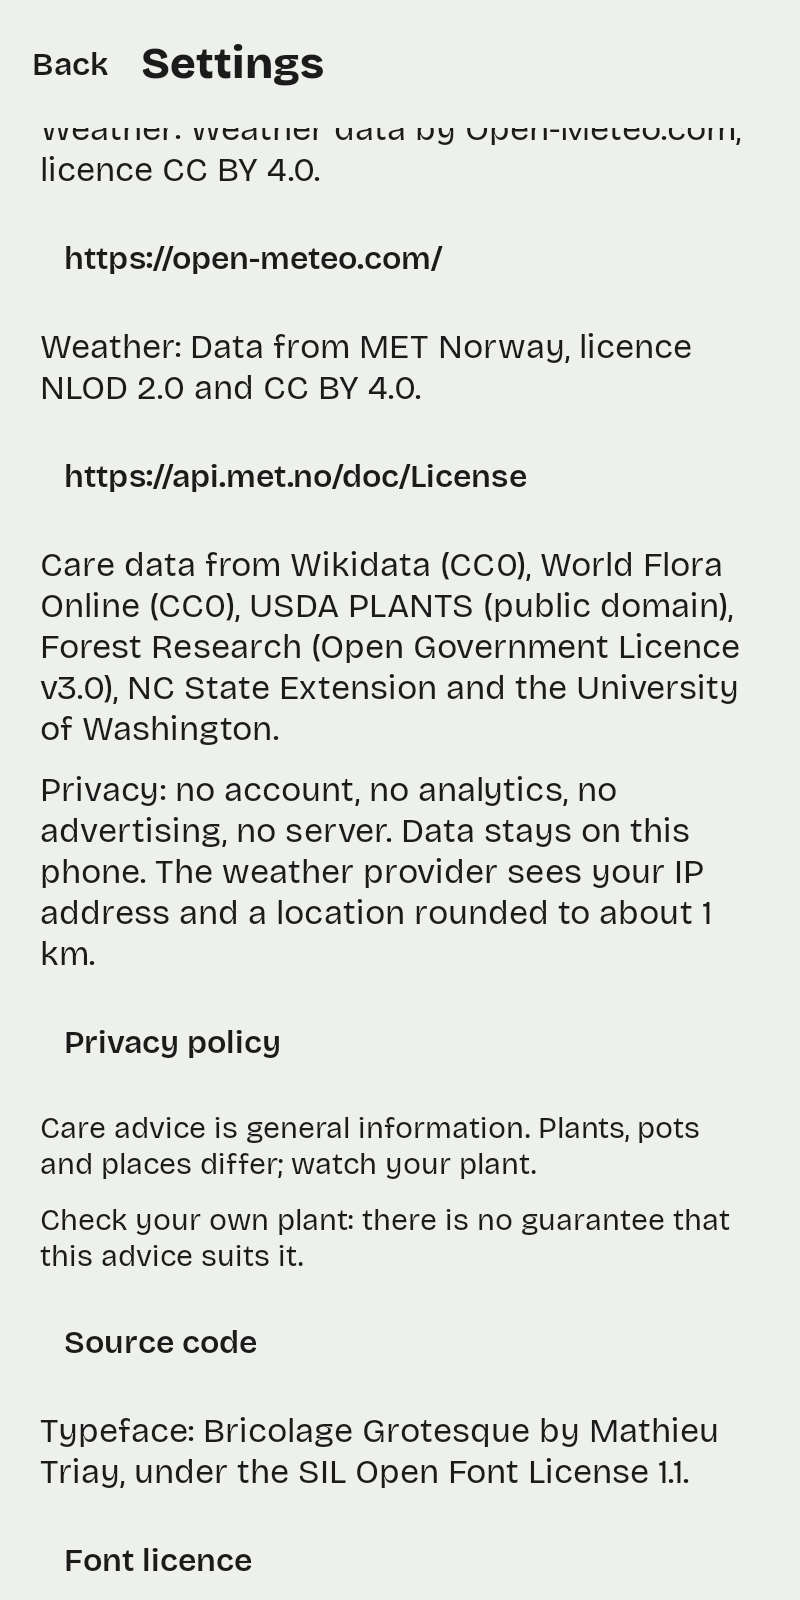 Back Settings
Weather: Weather data by Open-Meteo.com,
licence CC BY 4.0.
https://open-meteo.com/
Weather: Data from MET Norway, licence
NLOD 2.0 and CC BY 4.0.
https://api.met.no/doc/License
Care data from Wikidata (CC0), World Flora
Online (CC0), USDA PLANTS (public domain),
Forest Research (Open Government Licence
v3.0), NC State Extension and the University
of Washington.
Privacy: no account, no analytics, no
advertising, no server. Data stays on this
phone. The weather provider sees your IP
address and a location rounded to about 1
km.
Privacy policy
Care advice is general information. Plants, pots
and places differ; watch your plant.
Check your own plant: there is no guarantee that
this advice suits it.
Source code
Typeface: Bricolage Grotesque by Mathieu
Triay, under the SIL Open Font License 1.1.
Font licence